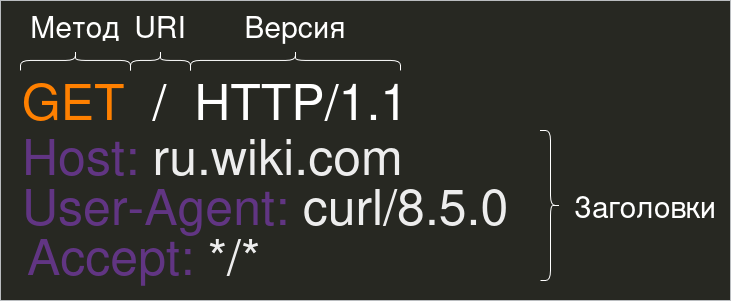 Метод URI Версия
GET / HTTP/1.1
Host: ru.wiki.com
User-Agent: curl/8.5.0
Заголовки
Accept: */*